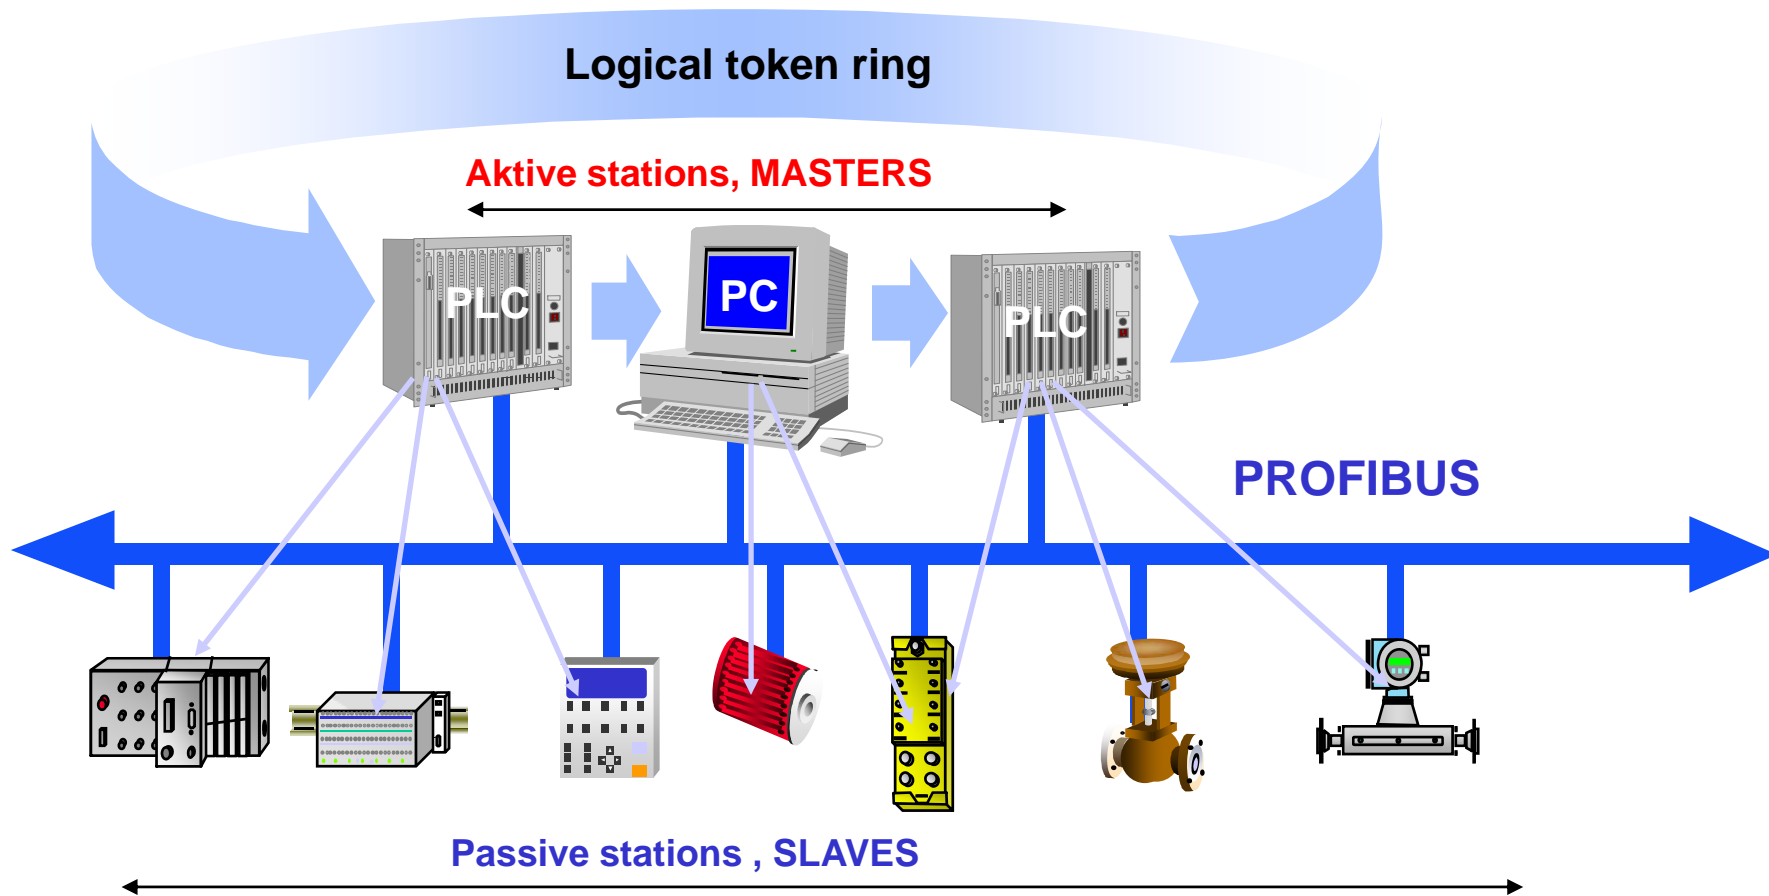 Logical token ring
Aktive stations, MASTERS
PLC
PC
PLC
PROFIBUS
Passive stations , SLAVES